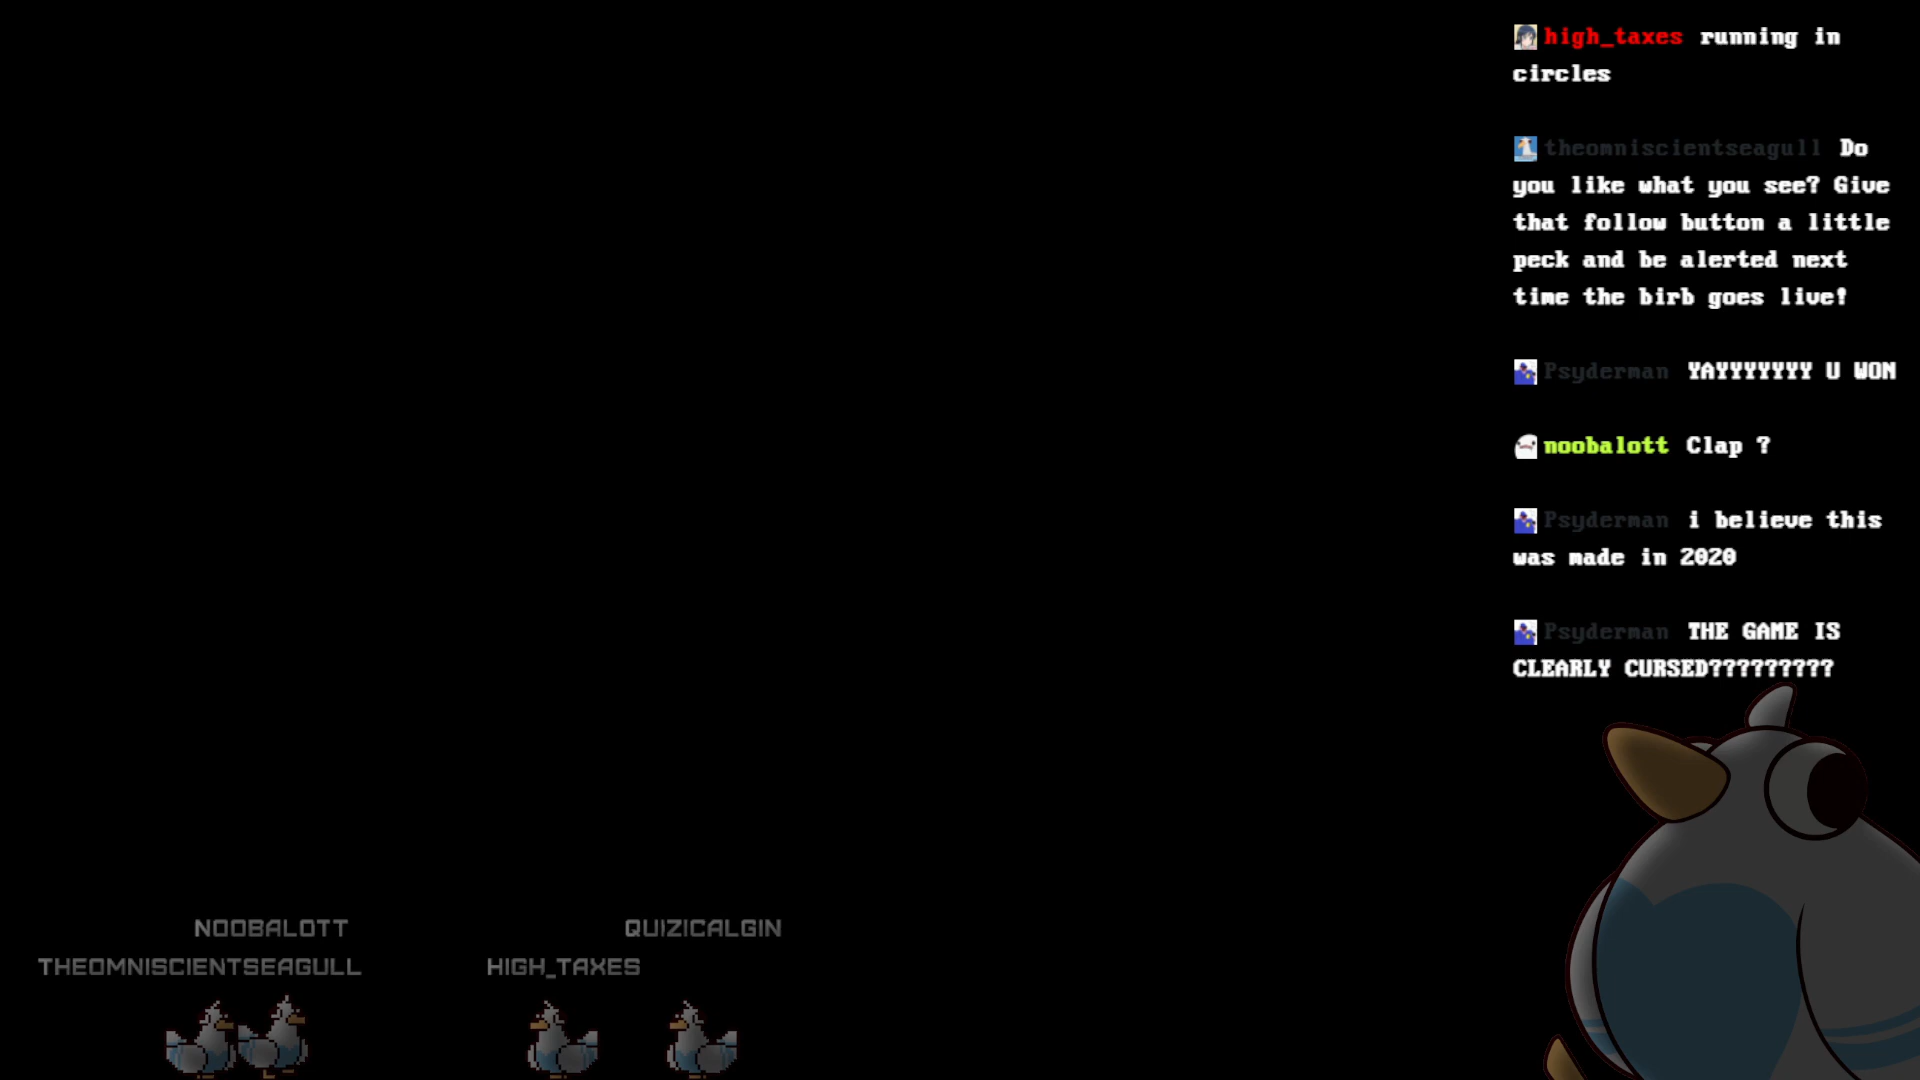 high_taxes running in
circles
theomniscientseagull Do
you like what you see? Give
that follow button a little
peck and be alerted next
time the birb goes live!
Psyderman YAYYYYYYY U WON
noobalott Clap ?
Psyderman i believe this
was made in 2020
Psyderman THE GAME IS
CLEARLY CURSED?????????
NOOBALOTT
QUIZICALGIN
THEOMNISCIENTSEAGULL
HIGH_TAXES